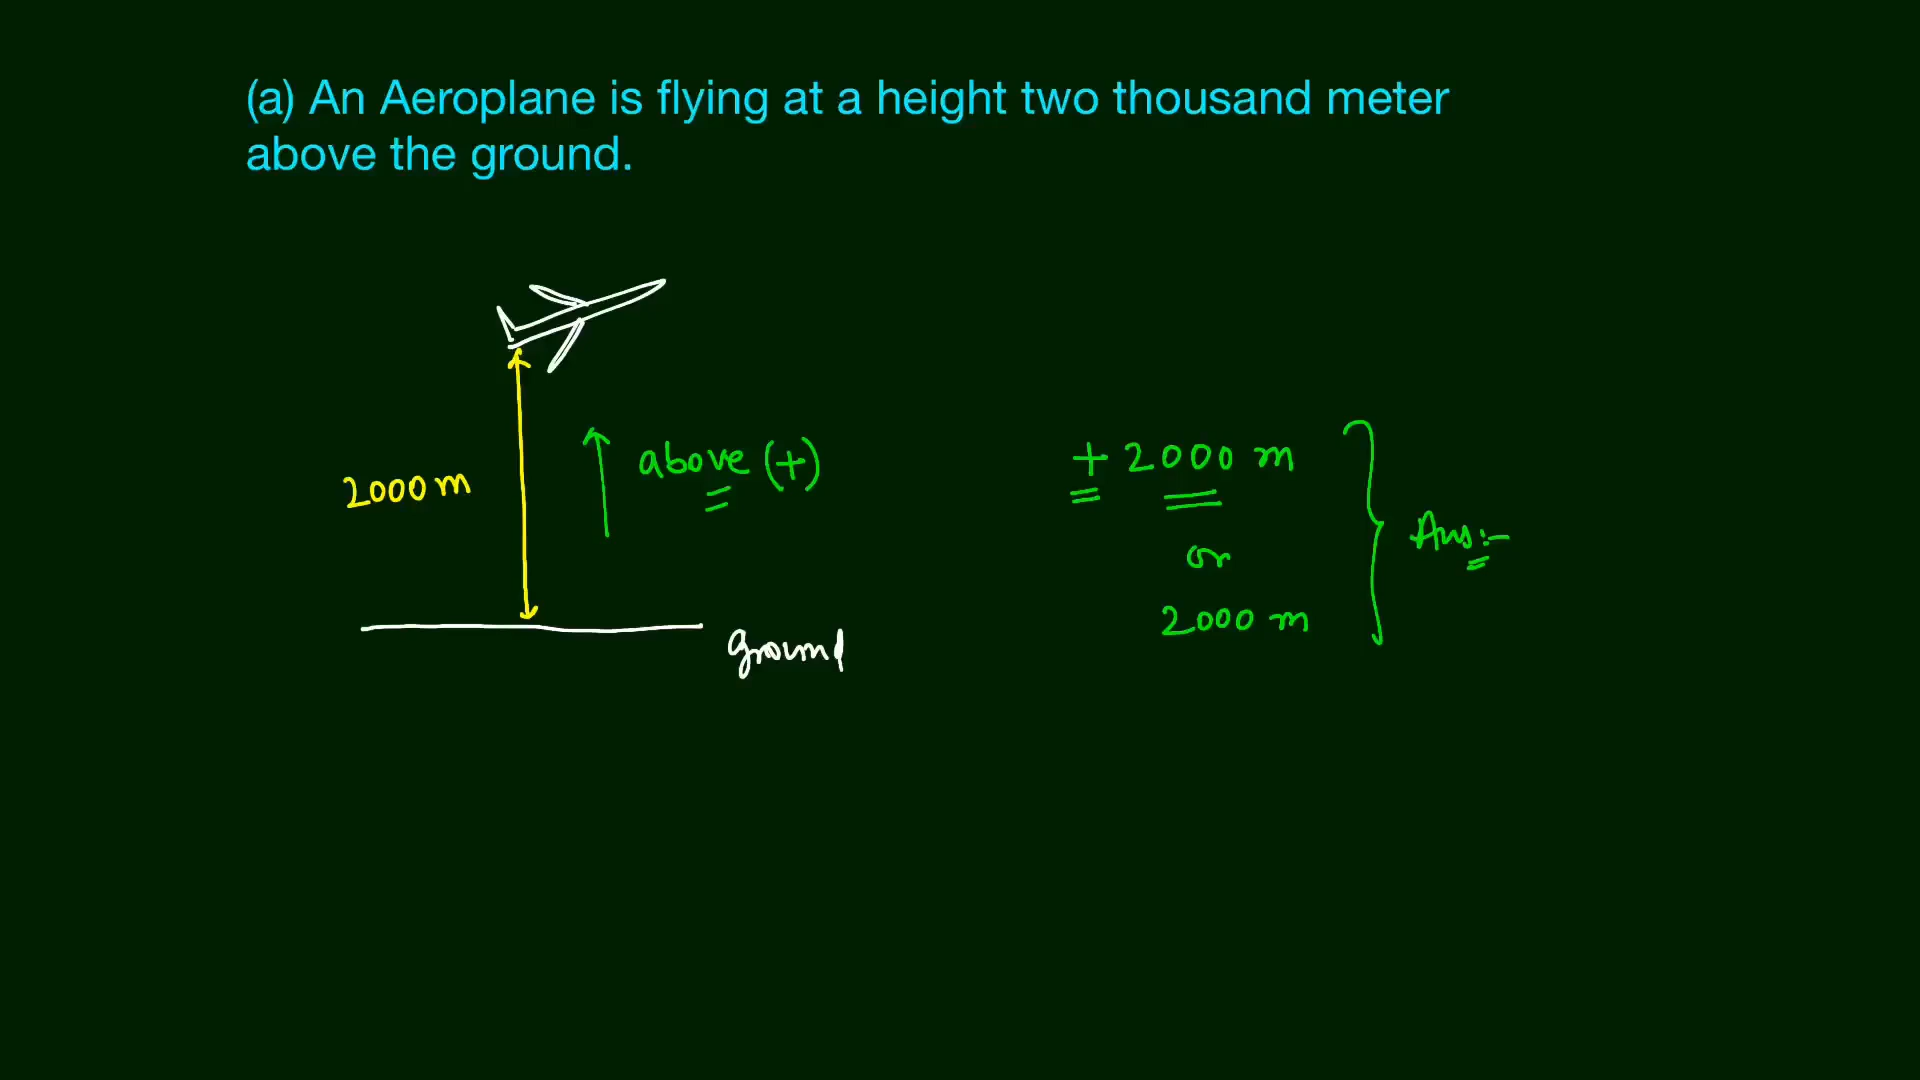 (a) An Aeroplane is flying at a height two thousand meter
above the ground.
2000 m
above (+)
ground
+ 2000 m
or
2000 m
Ans:-